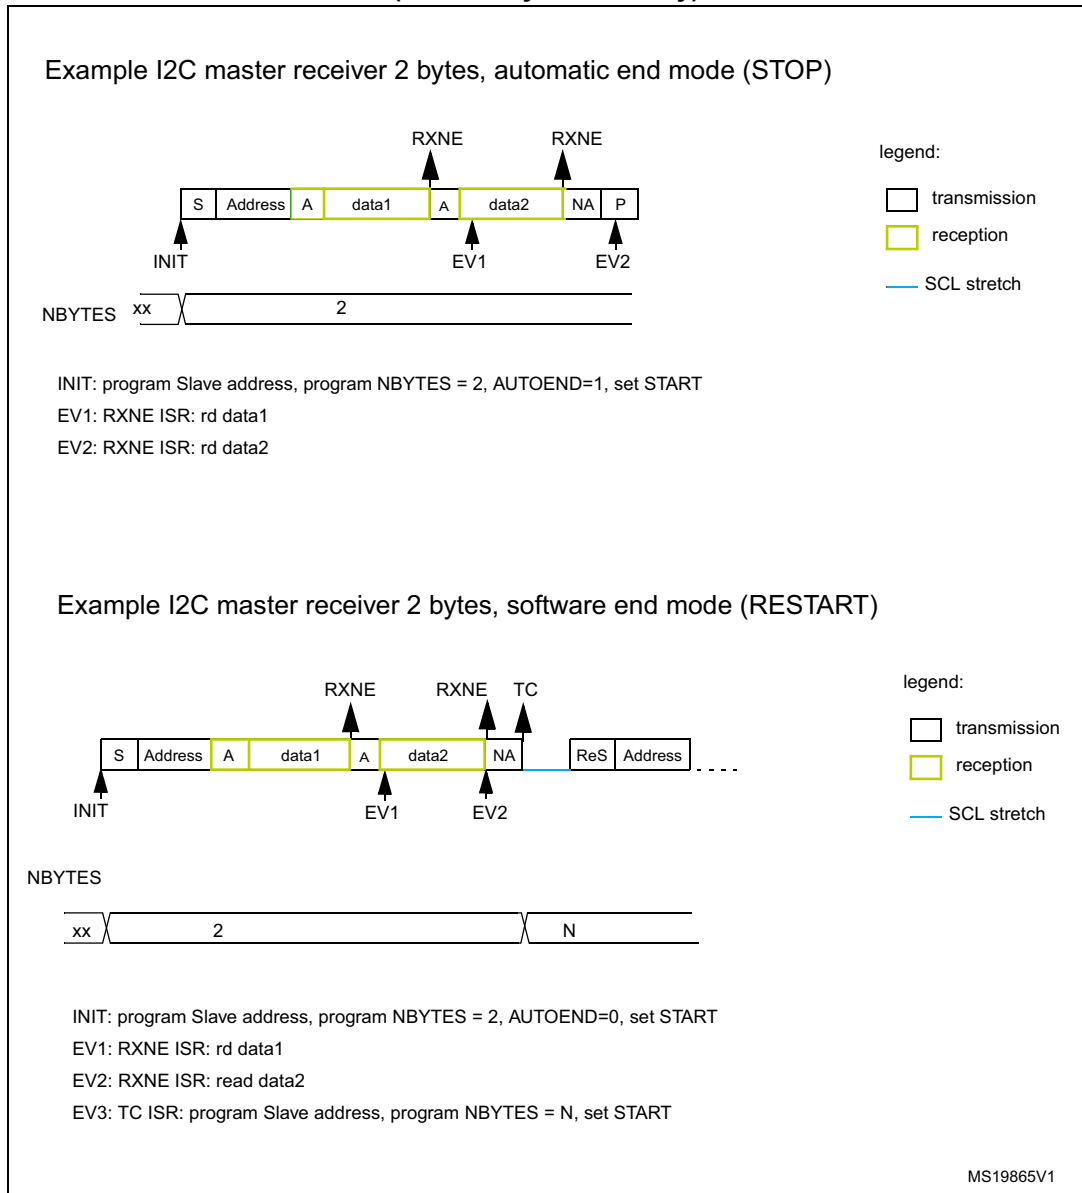 Example I2C master receiver 2 bytes, automatic end mode (STOP)
RXNE RXNE
legend:
S Address A data1 A data2 NA P
transmission
reception
INIT EV1 EV2
SCL stretch
NBYTES xx 2
INIT: program Slave address, program NBYTES = 2, AUTOEND=1, set START
EV1: RXNE ISR: rd data1
EV2: RXNE ISR: rd data2
Example I2C master receiver 2 bytes, software end mode (RESTART)
RXNE RXNE TC
legend:
S Address A data1 A data2 NA ReS Address
transmission
reception
INIT EV1 EV2
SCL stretch
NBYTES
xx 2 N
INIT: program Slave address, program NBYTES = 2, AUTOEND=0, set START
EV1: RXNE ISR: rd data1
EV2: RXNE ISR: read data2
EV3: TC ISR: program Slave address, program NBYTES = N, set START
MS19865V1